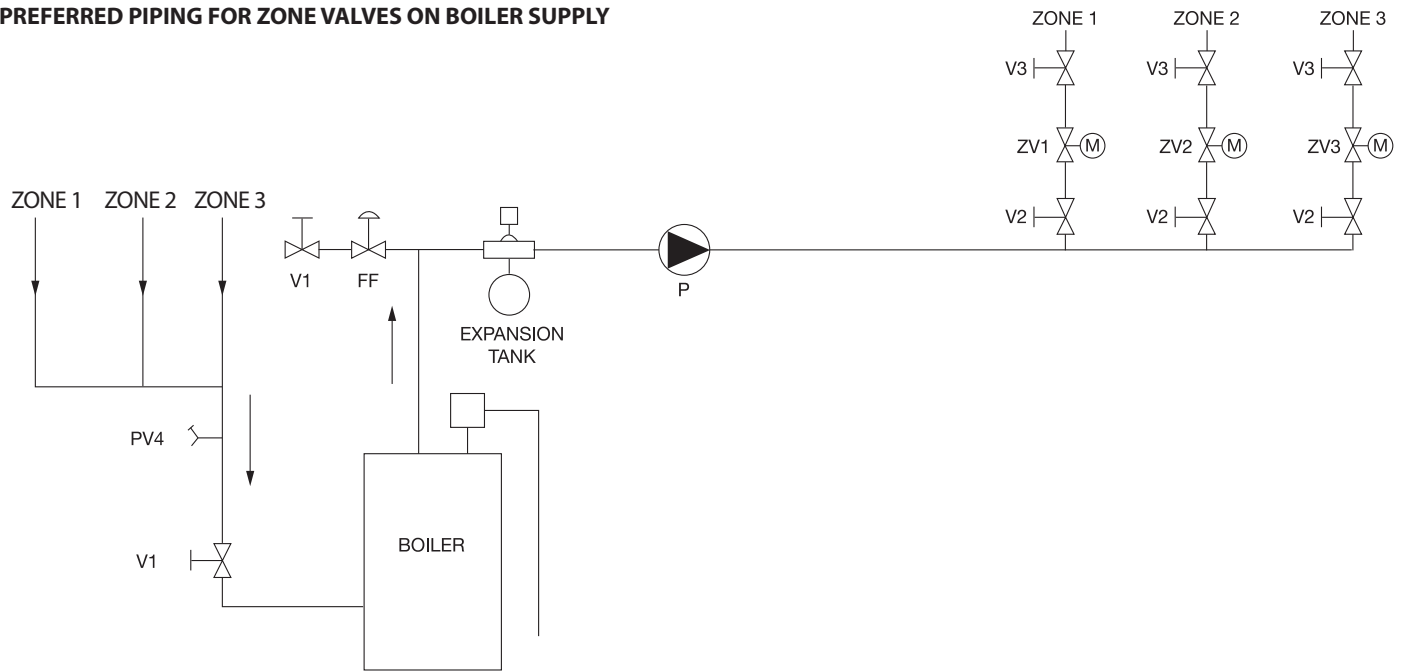 PREFERRED PIPING FOR ZONE VALVES ON BOILER SUPPLY
ZONE 1 ZONE 2 ZONE 3
V3 V3 V3
ZV1 M ZV2 M ZV3 M
V2 V2 V2
ZONE 1 ZONE 2 ZONE 3
V1 FF
P
EXPANSION
TANK
PV4
V1
BOILER